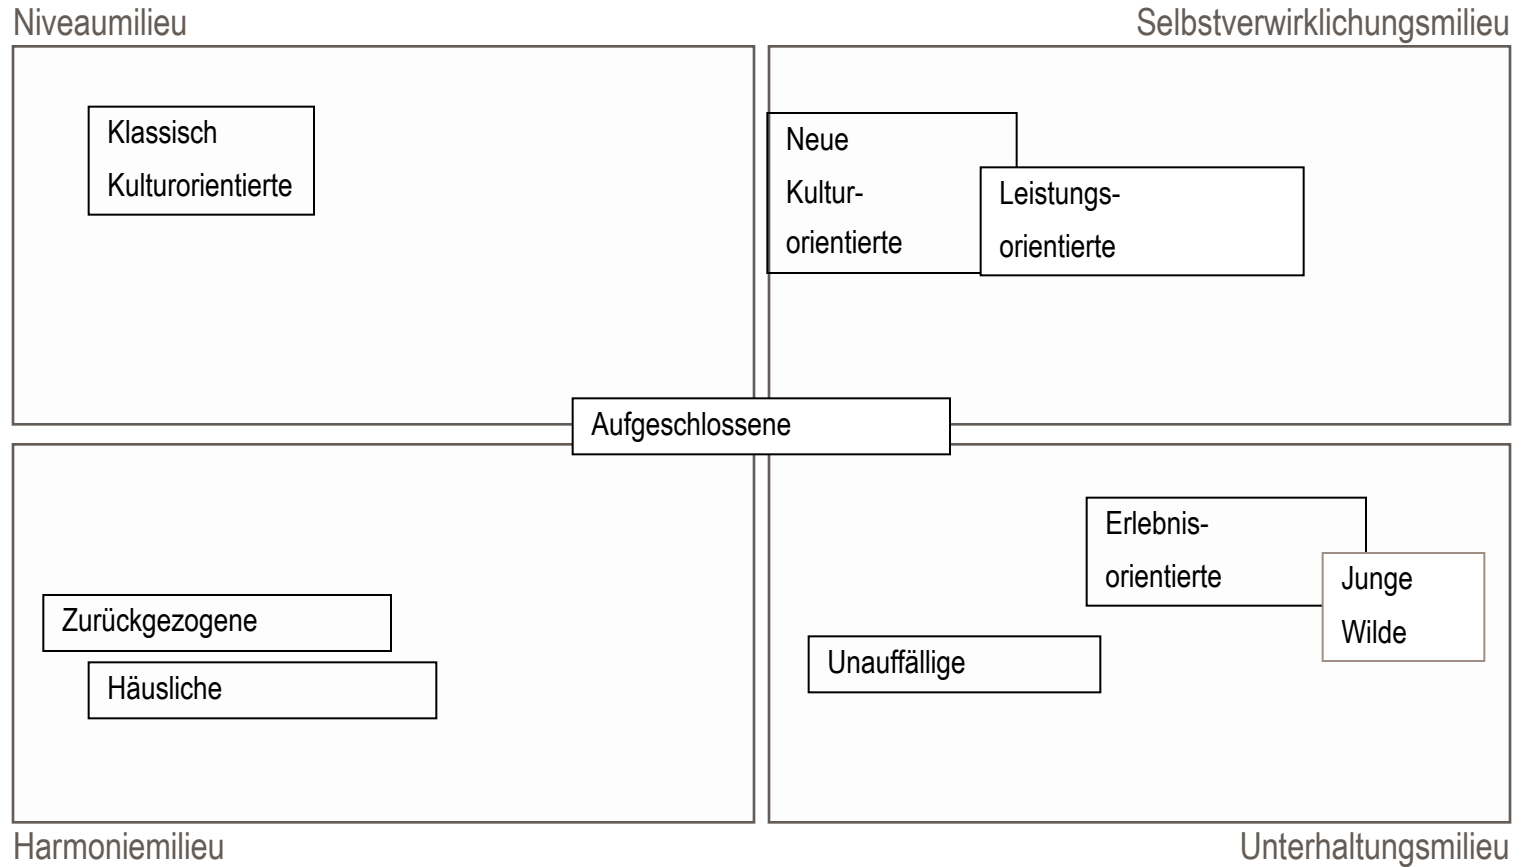 Niveaumilieu
Selbstverwirklichungsmilieu
Klassisch
Kulturorientierte
Neue
Kultur-
orientierte
Leistungs-
orientierte
Aufgeschlossene
Erlebnis-
orientierte
Junge
Wilde
Zurückgezogene
Häusliche
Unauffällige
Harmoniemilieu
Unterhaltungsmilieu